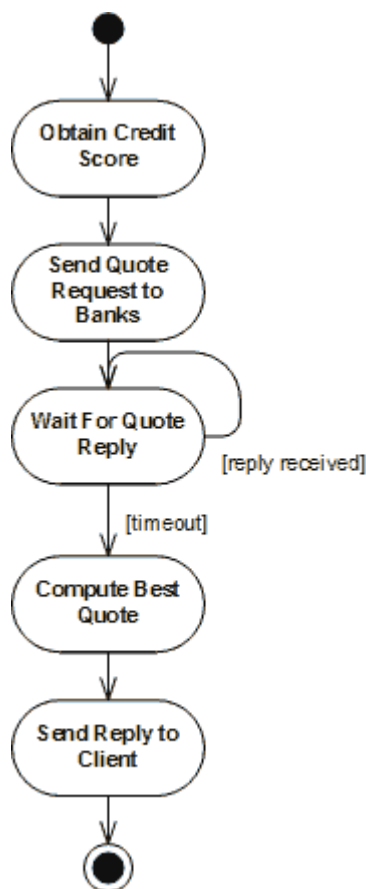 Obtain Credit
Score
Send Quote
Request to
Banks
Wait For Quote
Reply
[reply received]
[timeout]
Compute Best
Quote
Send Reply to
Client